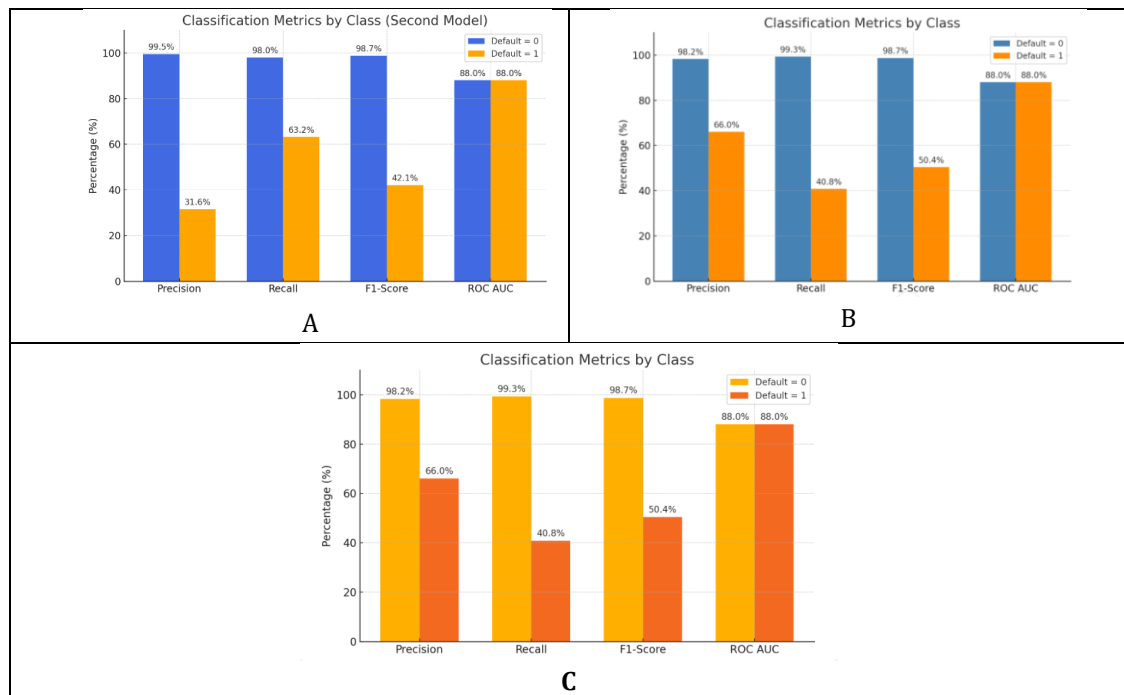 Classification Metrics by Class (Second Model)
Default = 0
Default = 1
99.5%
98.0%
98.7%
88.0% 88.0%
63.2%
42.1%
31.6%
Percentage (%)
100
80
60
40
20
0
Precision Recall F1-Score ROC AUC
A
Classification Metrics by Class
Default = 0
Default = 1
98.2%
99.3%
98.7%
88.0% 88.0%
66.0%
50.4%
40.8%
Percentage (%)
100
80
60
40
20
0
Precision Recall F1-Score ROC AUC
B
Classification Metrics by Class
Default = 0
Default = 1
98.2%
99.3%
98.7%
88.0% 88.0%
66.0%
50.4%
40.8%
Percentage (%)
100
80
60
40
20
0
Precision Recall F1-Score ROC AUC
C